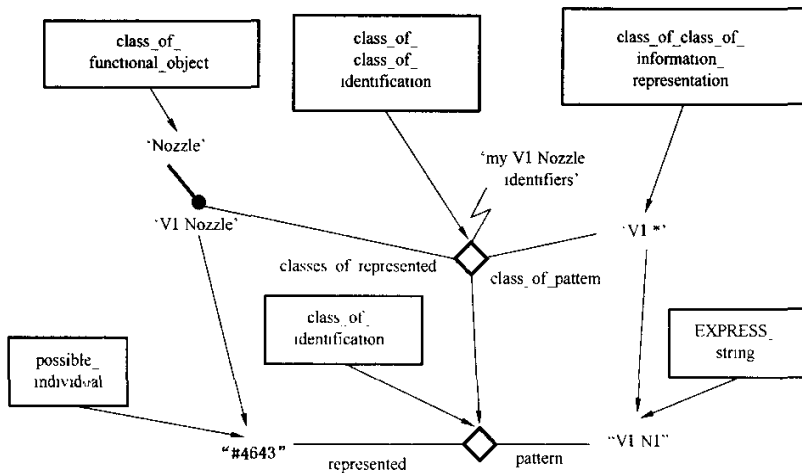 class_of_
functional_object
class_of_
class_of_
identification
class_of_class_of_
information_
representation
‘Nozzle’
‘my V1 Nozzle
identifiers’
‘V1 Nozzle’
‘V1 *’
classes_of_represented
class_of_pattern
class_of_
identification
EXPRESS_
string
possible_
individual
“#4643”
represented
pattern
“V1 N1”